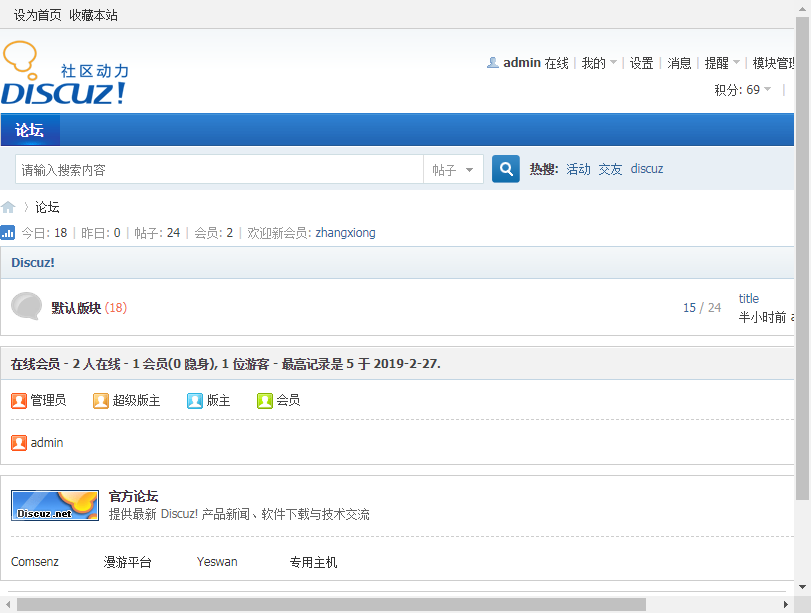 设为首页 收藏本站
社区动力
DISCUZ!
admin 在线 | 我的 | 设置 | 消息 | 提醒 | 模块管理
积分: 69 |
论坛
请输入搜索内容 帖子 热搜: 活动 交友 discuz
论坛
今日: 18 | 昨日: 0 | 帖子: 24 | 会员: 2 | 欢迎新会员: zhangxiong
Discuz!
默认版块 (18) 15 / 24 title
半小时前 a
在线会员 - 2 人在线 - 1 会员(0 隐身), 1 位游客 - 最高记录是 5 于 2019-2-27.
管理员 超级版主 版主 会员
admin
Discuz.net 官方论坛
提供最新 Discuz! 产品新闻、软件下载与技术交流
Comsenz 漫游平台 Yeswan 专用主机